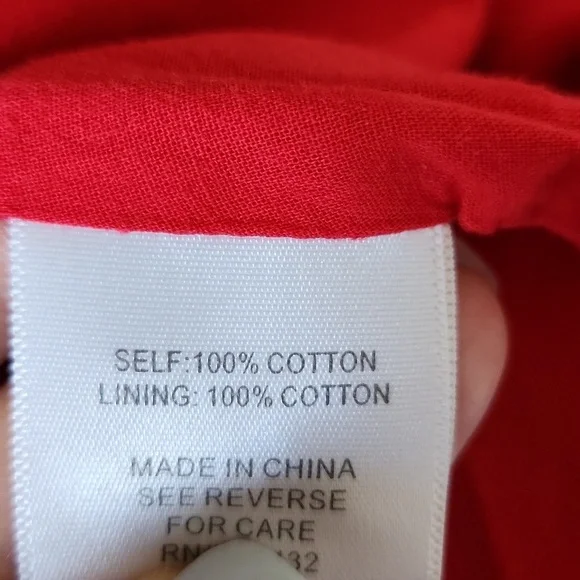 SELF:100% COTTON
LINING: 100% COTTON
MADE IN CHINA
SEE REVERSE
FOR CARE